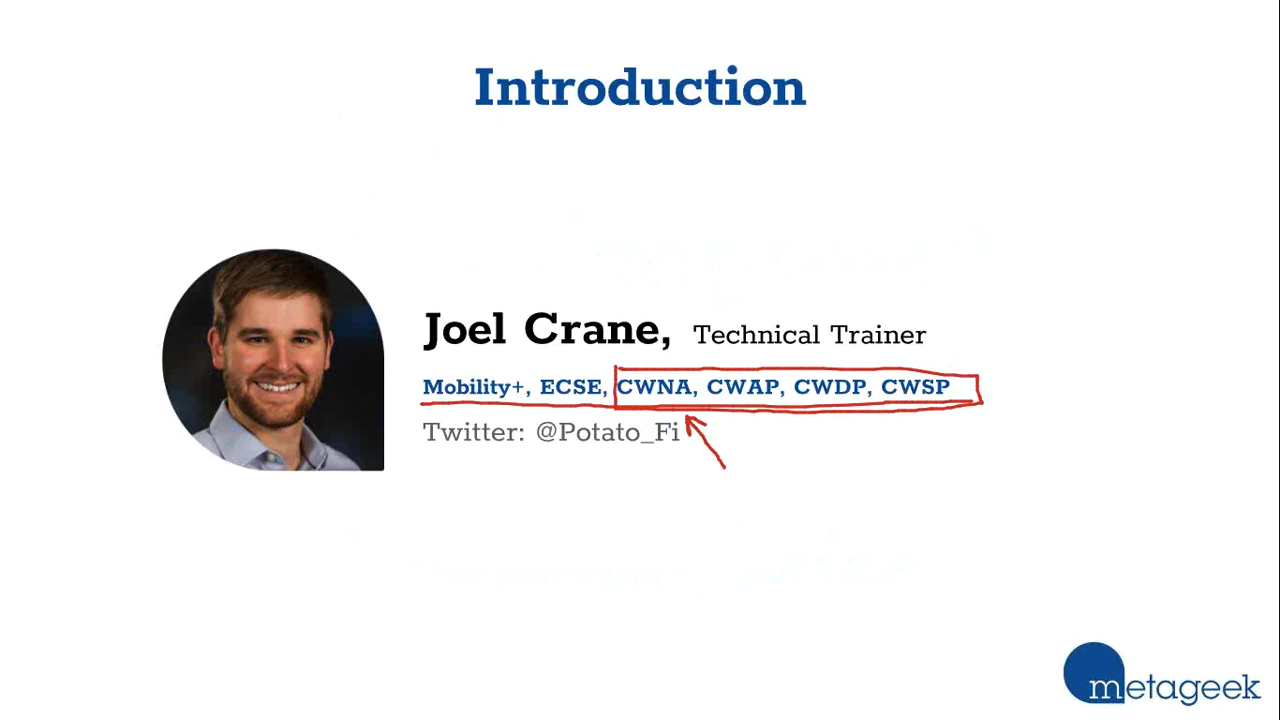 Introduction
Joel Crane, Technical Trainer
Mobility+, ECSE, CWNA, CWAP, CWDP, CWSP
Twitter: @Potato_Fi
metageek